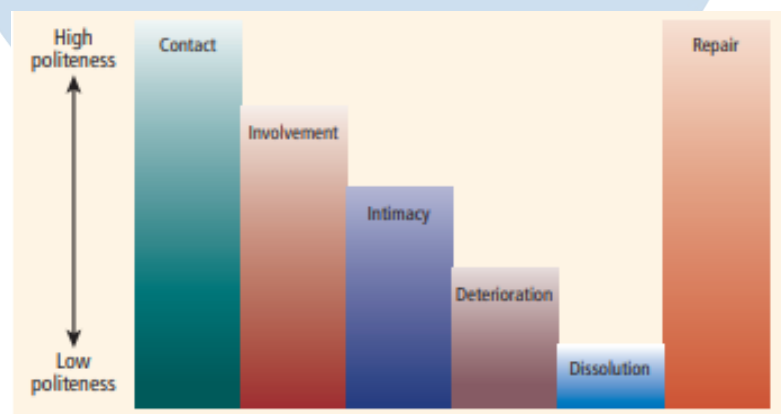 High
politeness
Contact
Involvement
Intimacy
Deterioration
Dissolution
Repair
Low
politeness